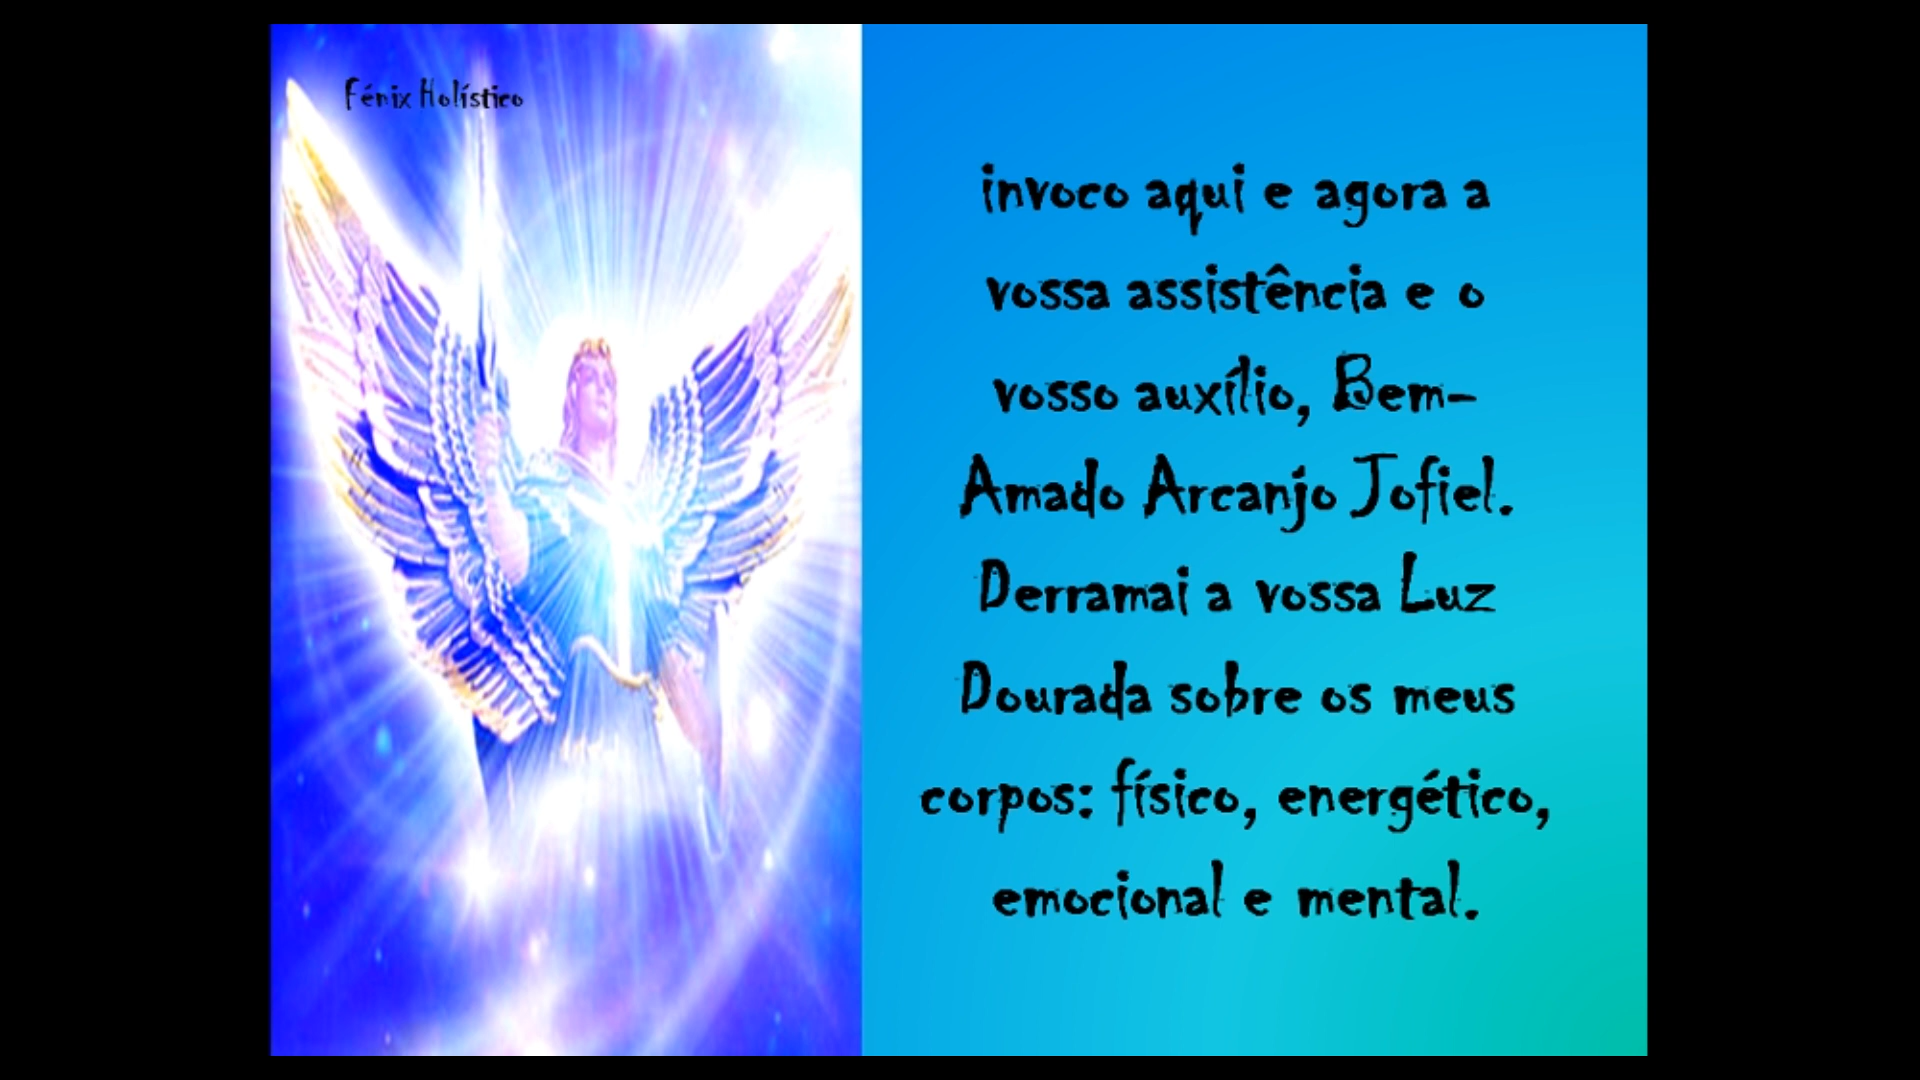 Fénix Holístico
invoco aqui e agora a
vossa assistência e o
vosso auxílio, Bem-
Amado Arcanjo Jofiel.
Derramai a vossa Luz
Dourada sobre os meus
corpos: físico, energético,
emocional e mental.